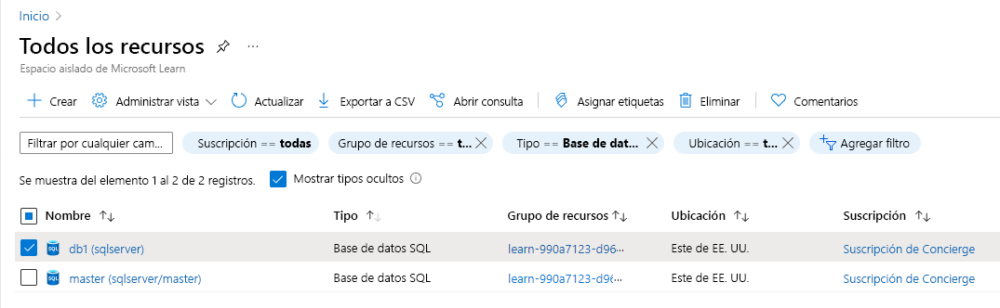 Inicio >
Todos los recursos ...
Espacio aislado de Microsoft Learn
Crear Administrar vista Actualizar Exportar a CSV Abrir consulta Asignar etiquetas Eliminar Comentarios
Filtrar por cualquier cam... Suscripción == todas Grupo de recursos == t... Tipo == Base de dat... Ubicación == t... Agregar filtro
Se muestra del elemento 1 al 2 de 2 registros. Mostrar tipos ocultos
Nombre ↑↓ Tipo ↑↓ Grupo de recursos ↑↓ Ubicación ↑↓ Suscripción ↑↓
SQL db1 (sqlserver) Base de datos SQL learn-990a7123-d96... Este de EE. UU. Suscripción de Concierge
SQL master (sqlserver/master) Base de datos SQL learn-990a7123-d96... Este de EE. UU. Suscripción de Concierge